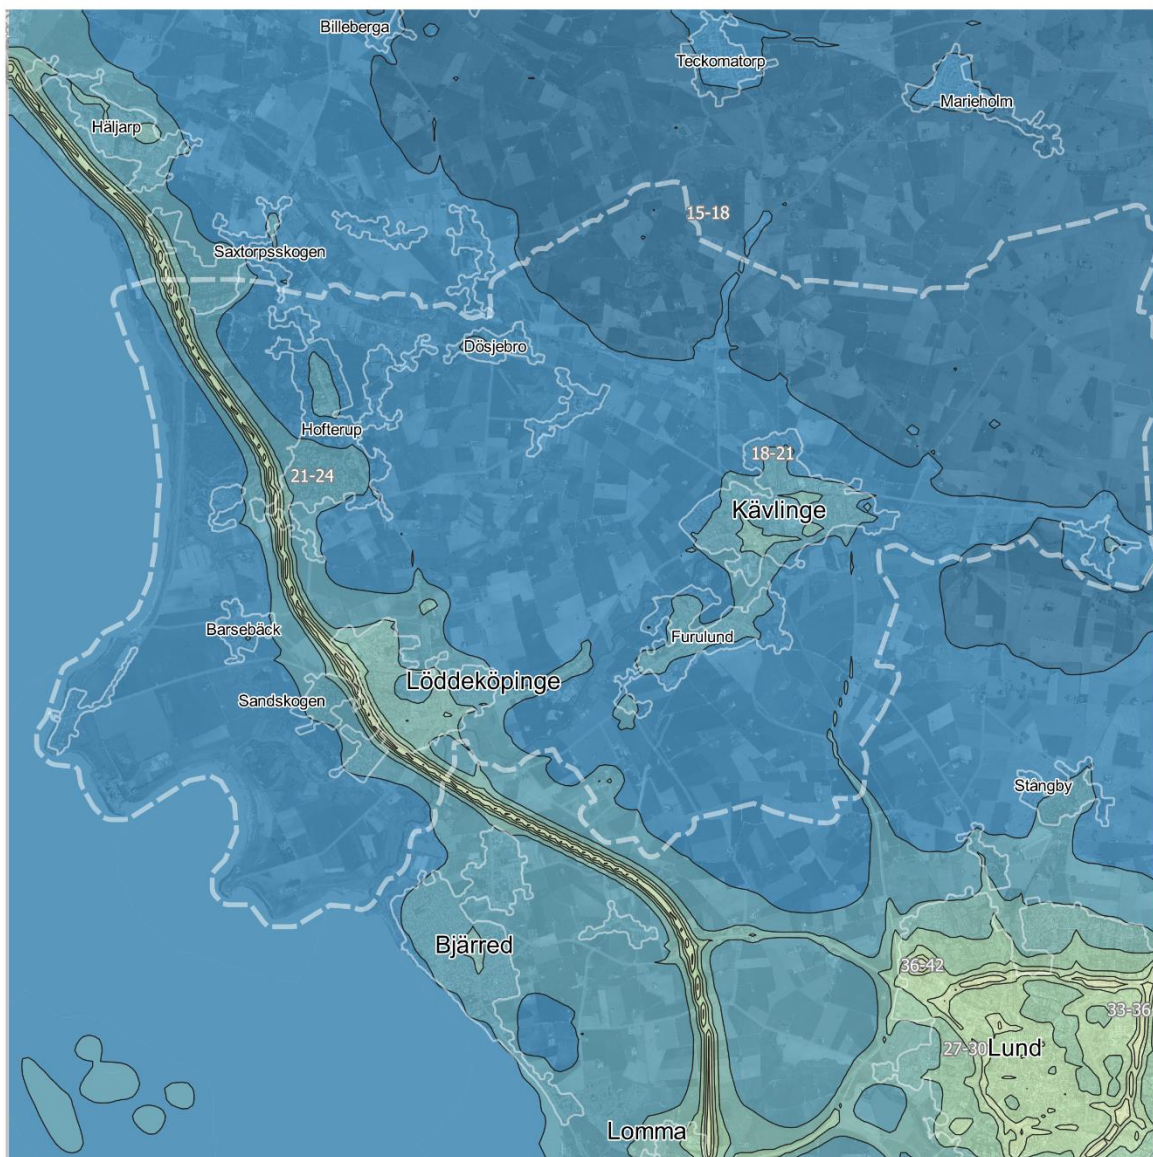 Billeberga
Teckomatorp
Marieholm
Häljarp
15-18
Saxtorpsskogen
Dösjebro
Hofterup
18-21
21-24
Kävlinge
Barsebäck
Furulund
Löddeköpinge
Sandskogen
Stångby
Bjärred
36-42
33-36
27-30
Lund
Lomma